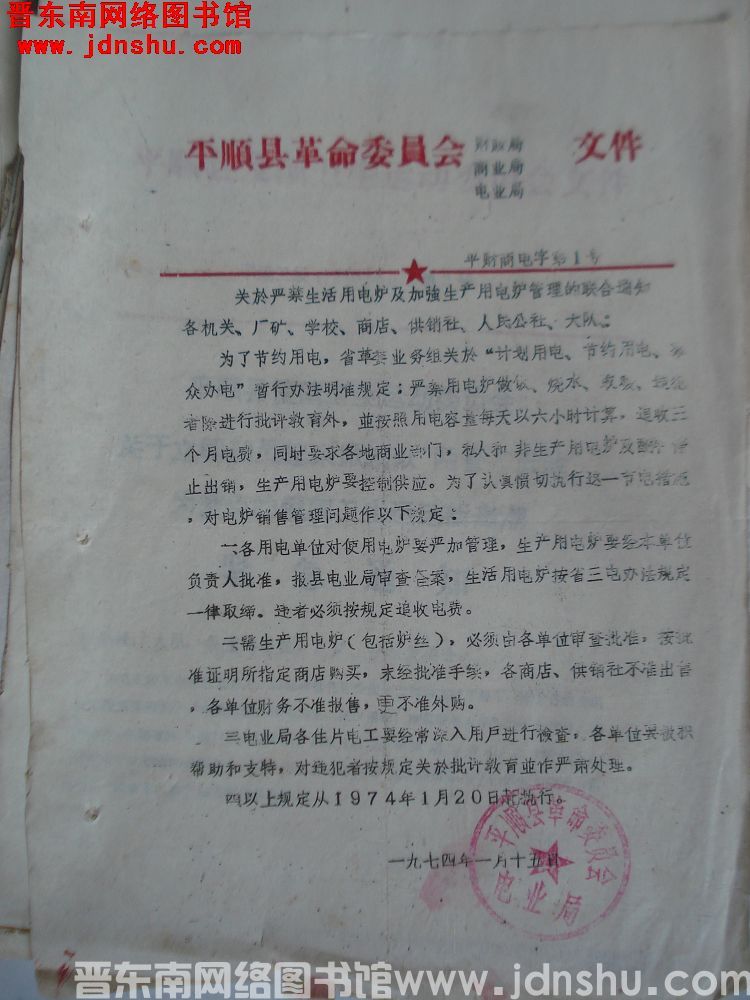 晋东南网络图书馆
www.jdnshu.com
平顺县革命委員会 财政局 文件
商业局
电业局
平财商电字第1号
关於严禁生活用电炉及加強生产用电炉管理的联合通知
各机关、厂矿、学校、商店、供销社、人民公社、大队：
为了节约用电，省革委业务组关於“计划用电、节约用电、群
众办电”暂行办法明准规定；严禁用电炉做饭、烧水、取暖、违犯
者除进行批评教育外，並按照用电容量每天以六小时计算，追收三
个月电费，同时要求各地商业部门，私人和非生产用电炉及配件停
止出销，生产用电炉要控制供应。为了认真慣切执行这一节电措施
，对电炉销售管理问题作以下规定：
一各用电单位对使用电炉要严加管理，生产用电炉要经本单位
负责人批准，报县电业局审查备案，生活用电炉按省三电办法规定
一律取缔。违者必须按规定追收电费。
二需生产用电炉（包括炉丝），必须由各单位审查批准，按批
准证明所指定商店购买，未经批准手续，各商店、供销社不准出售
，各单位财务不准报售，更不准外购。
三电业局各住片电工要经常深入用戶进行检查，各单位要积极
帮助和支特，对违犯者按规定关於批评教育並作严肃处理。
四以上规定从1974年1月20日起执行。
一九七四年一月十五日
平顺县革命委员会
电业局
晋东南网络图书馆www.jdnshu.com